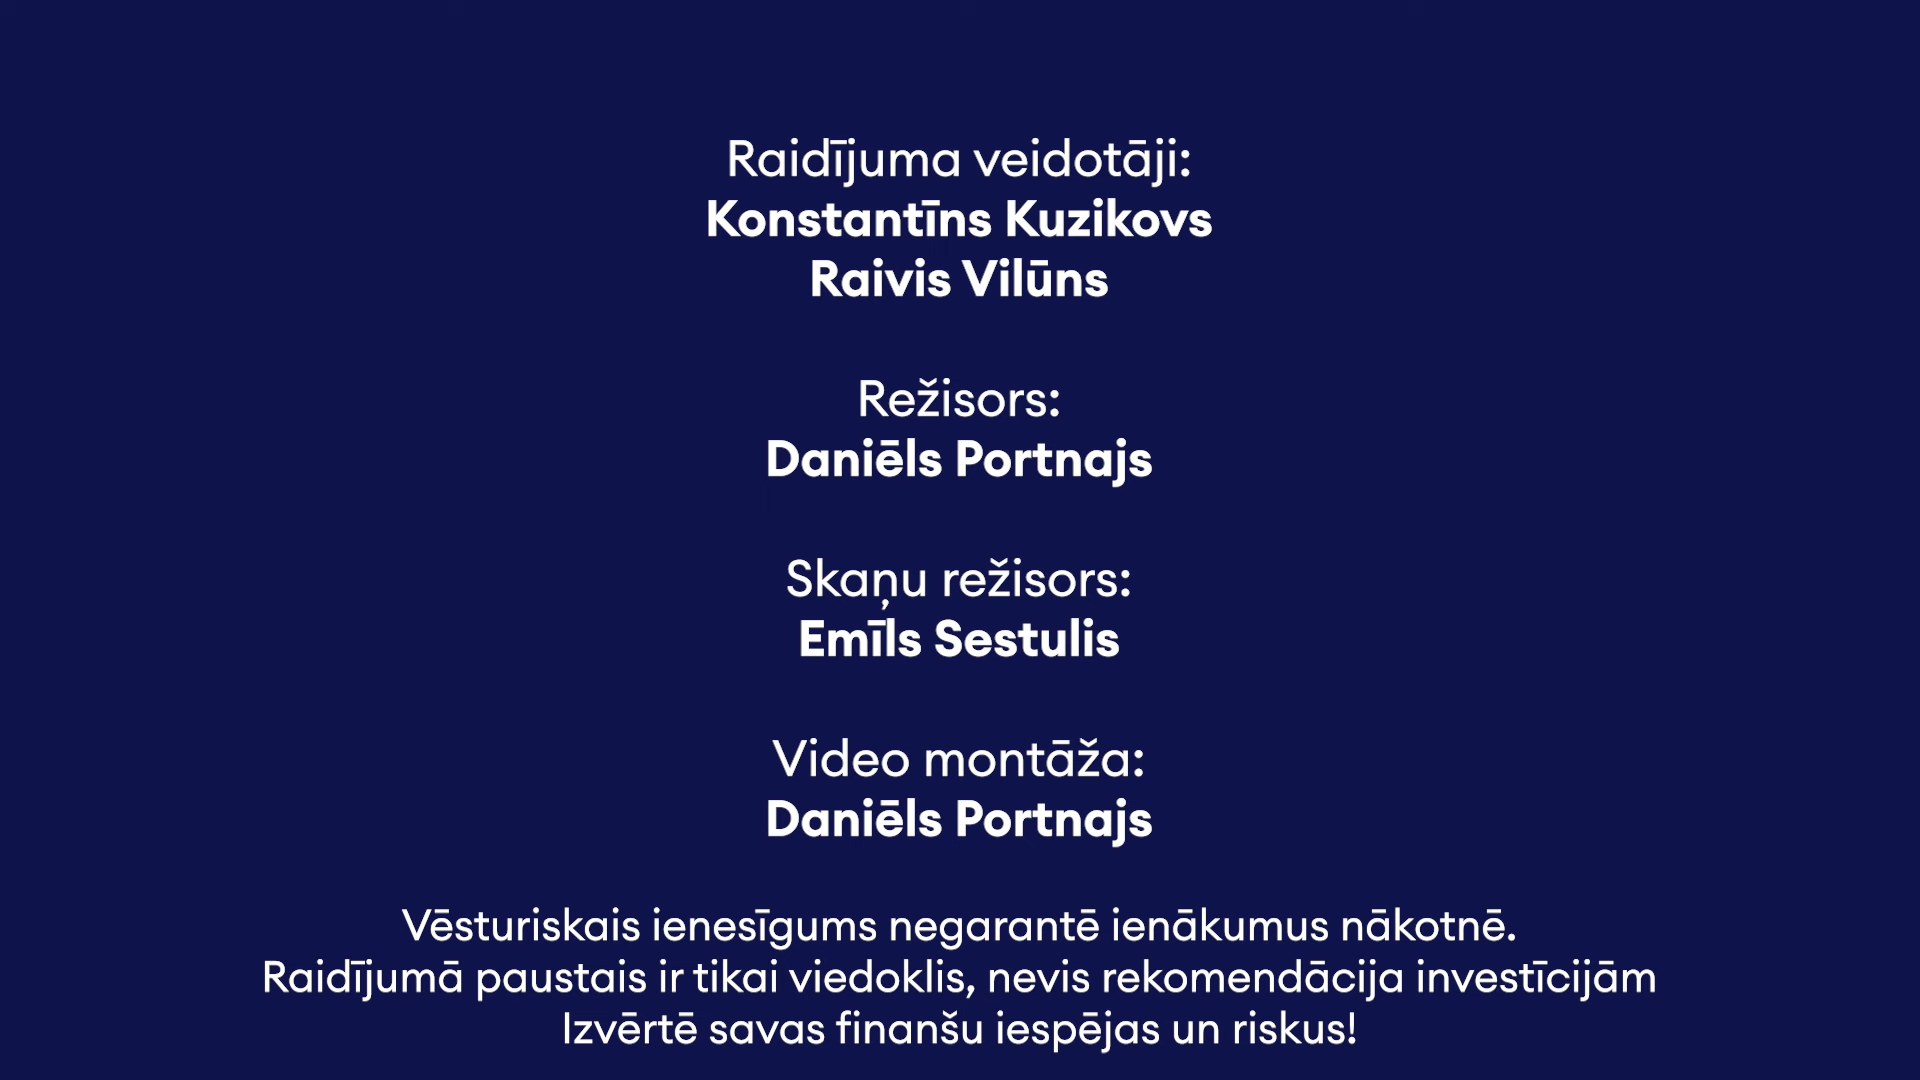 Raidījuma veidotāji:
Konstantīns Kuzikovs
Raivis Vilūns
Režisors:
Daniēls Portnajs
Skaņu režisors:
Emīls Sestulis
Video montāža:
Daniēls Portnajs
Vēsturiskais ienesīgums negarantē ienākumus nākotnē.
Raidījumā paustais ir tikai viedoklis, nevis rekomendācija investīcijām
Izvērtē savas finanšu iespējas un riskus!